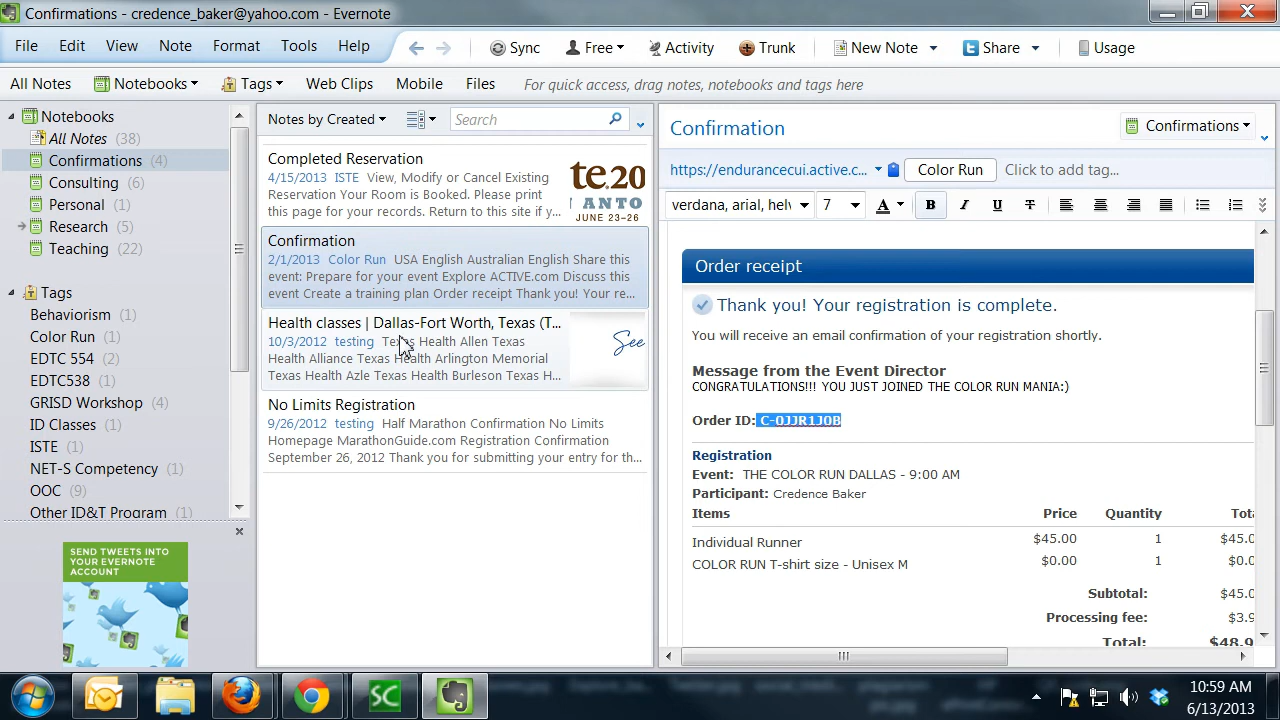 Confirmations - credence_baker@yahoo.com - Evernote
File Edit View Note Format Tools Help
Sync Free Activity Trunk New Note Share Usage
All Notes Notebooks Tags Web Clips Mobile Files For quick access, drag notes, notebooks and tags here
Notebooks
All Notes (38)
Confirmations (4)
Consulting (6)
Personal (1)
Research (5)
Teaching (22)
Tags
Behaviorism (1)
Color Run (1)
EDTC 554 (2)
EDTC538 (1)
GRISD Workshop (4)
ID Classes (1)
ISTE (1)
NET-S Competency (1)
OOC (9)
Other ID&T Program (1)
SEND TWEETS INTO
YOUR EVERNOTE
ACCOUNT
Notes by Created Search
Completed Reservation
4/15/2013 ISTE View, Modify or Cancel Existing
Reservation Your Room is Booked. Please print
this page for your records. Return to this site if y...
te.20
ANTO
JUNE 23-26
Confirmation
2/1/2013 Color Run USA English Australian English Share this
event: Prepare for your event Explore ACTIVE.com Discuss this
event Create a training plan Order receipt Thank you! Your re...
Health classes | Dallas-Fort Worth, Texas (T...
10/3/2012 testing Texas Health Allen Texas
Health Alliance Texas Health Arlington Memorial
Texas Health Azle Texas Health Burleson Texas H...
See
No Limits Registration
9/26/2012 testing Half Marathon Confirmation No Limits
Homepage MarathonGuide.com Registration Confirmation
September 26, 2012 Thank you for submitting your entry for th...
Confirmation Confirmations
https://endurancecui.active.c... Color Run Click to add tag...
verdana, arial, helv 7 A B I U T
Order receipt
Thank you! Your registration is complete.
You will receive an email confirmation of your registration shortly.
Message from the Event Director
CONGRATULATIONS!!! YOU JUST JOINED THE COLOR RUN MANIA:)
Order ID: C-0JJR1J0B
Registration
Event: THE COLOR RUN DALLAS - 9:00 AM
Participant: Credence Baker
Items Price Quantity Tota
Individual Runner $45.00 1 $45.0
COLOR RUN T-shirt size - Unisex M $0.00 1 $0.0
Subtotal: $45.0
Processing fee: $3.9
Total: $48.9
SC
10:59 AM
6/13/2013